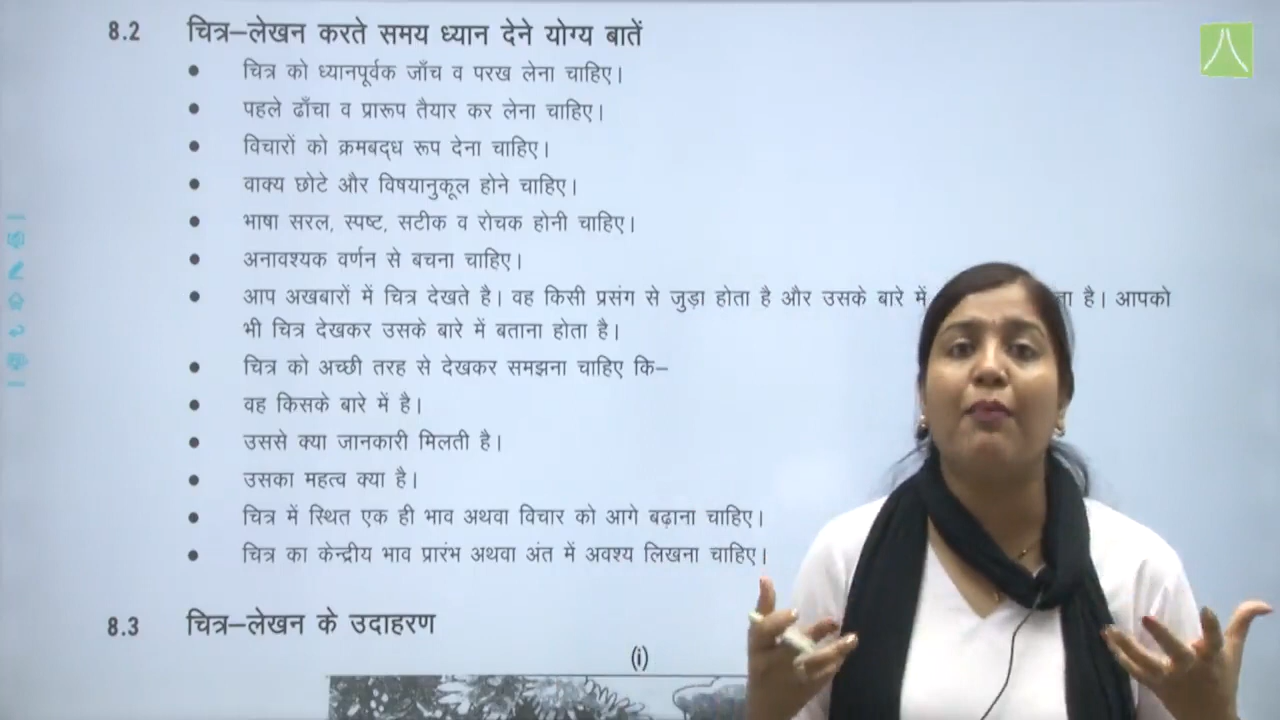 8.2 चित्र–लेखन करते समय ध्यान देने योग्य बातें
• चित्र को ध्यानपूर्वक जाँच व परख लेना चाहिए।
• पहले ढाँचा व प्रारूप तैयार कर लेना चाहिए।
• विचारों को क्रमबद्ध रूप देना चाहिए।
• वाक्य छोटे और विषयानुकूल होने चाहिए।
• भाषा सरल, स्पष्ट, सटीक व रोचक होनी चाहिए।
• अनावश्यक वर्णन से बचना चाहिए।
• आप अखबारों में चित्र देखते है। वह किसी प्रसंग से जुड़ा होता है और उसके बारे में है। आपको
भी चित्र देखकर उसके बारे में बताना होता है।
• चित्र को अच्छी तरह से देखकर समझना चाहिए कि–
• वह किसके बारे में है।
• उससे क्या जानकारी मिलती है।
• उसका महत्व क्या है।
• चित्र में स्थित एक ही भाव अथवा विचार को आगे बढ़ाना चाहिए।
• चित्र का केन्द्रीय भाव प्रारंभ अथवा अंत में अवश्य लिखना चाहिए।
8.3 चित्र–लेखन के उदाहरण
(i)